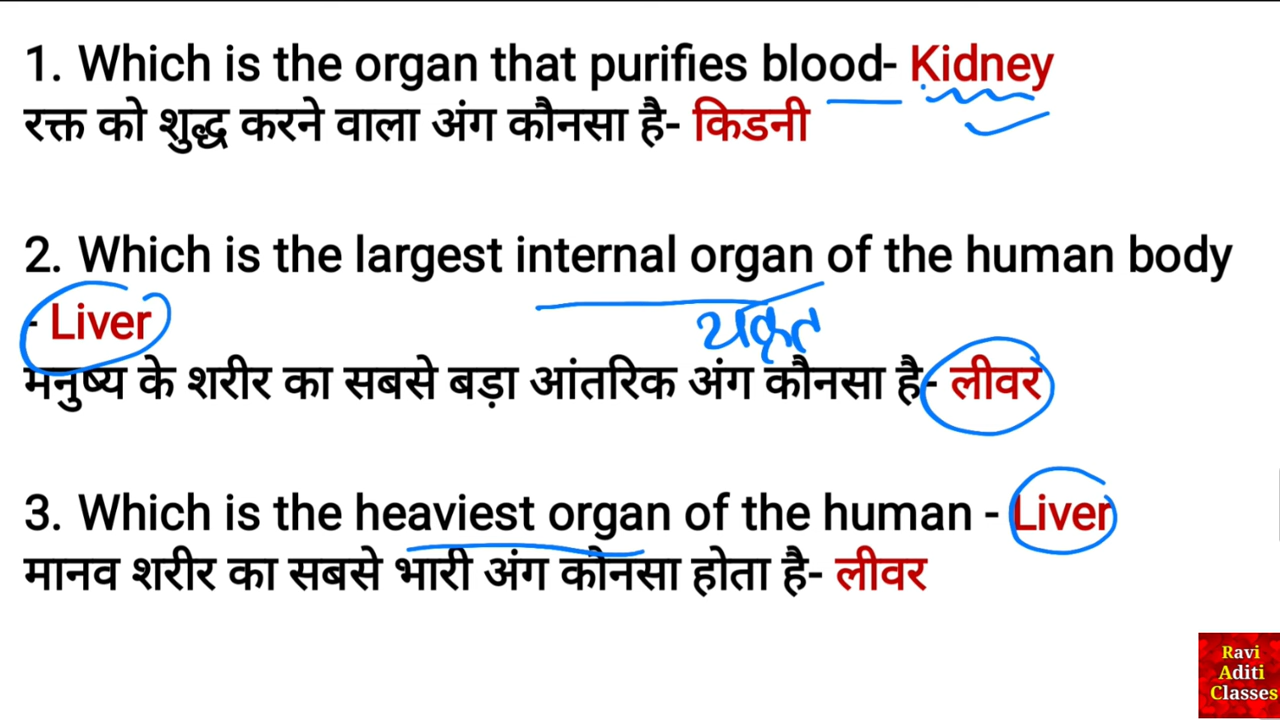 1. Which is the organ that purifies blood- Kidney
रक्त को शुद्ध करने वाला अंग कौनसा है- किडनी
2. Which is the largest internal organ of the human body
- Liver
यकृत
मनुष्य के शरीर का सबसे बड़ा आंतरिक अंग कौनसा है- लीवर
3. Which is the heaviest organ of the human - Liver
मानव शरीर का सबसे भारी अंग कौनसा होता है- लीवर
Ravi
Aditi
Classes